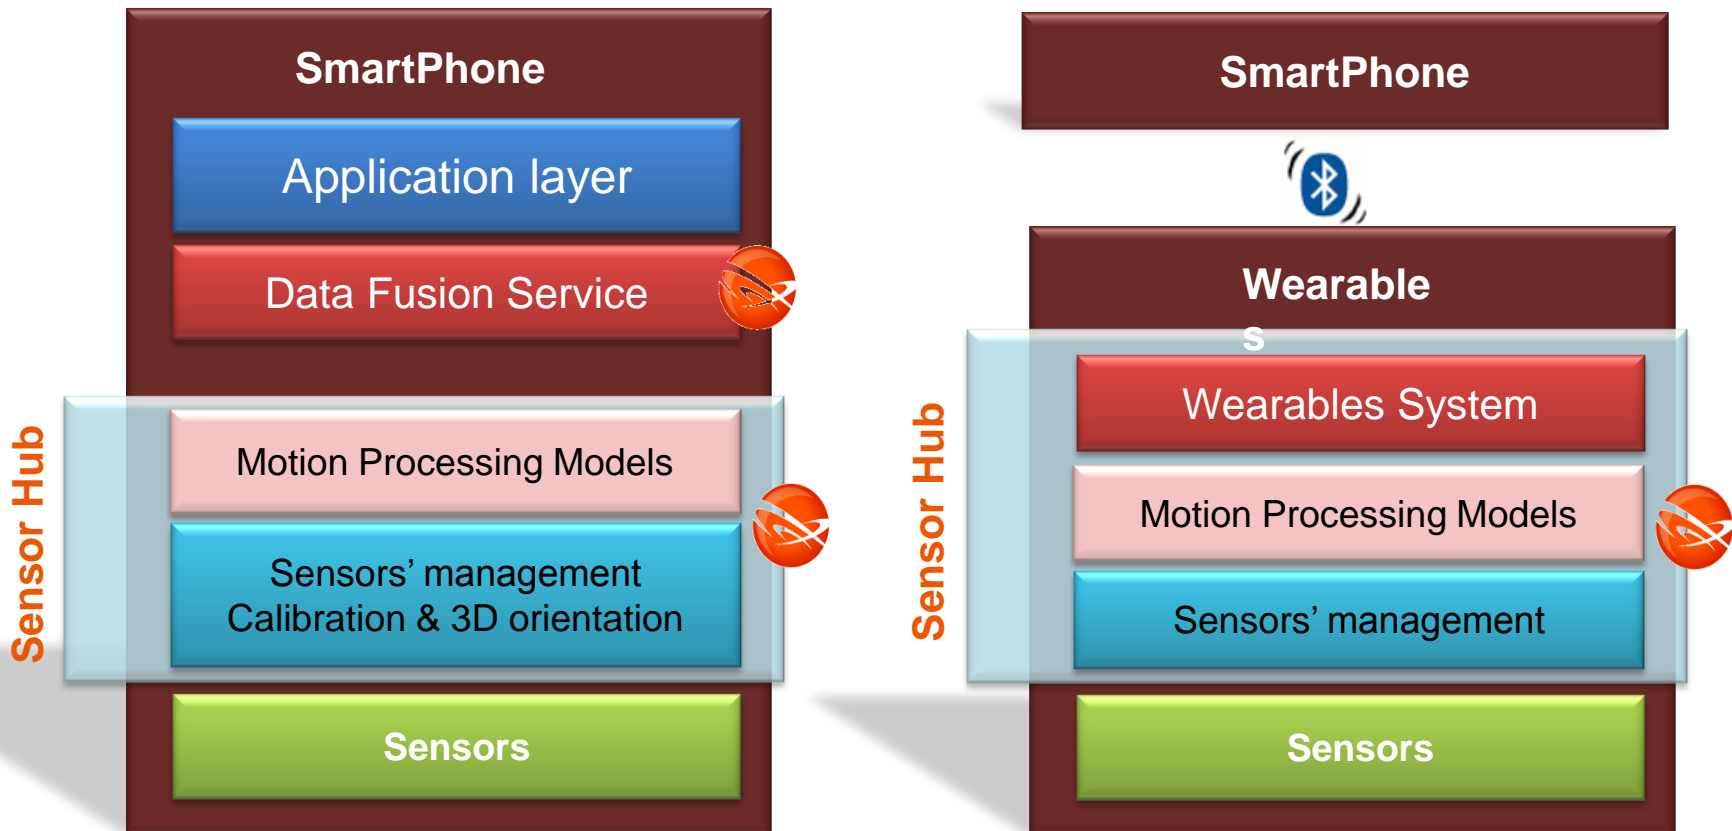 SmartPhone
Application layer
Data Fusion Service
Sensor Hub
Motion Processing Models
Sensors’ management
Calibration & 3D orientation
Sensors
SmartPhone
Wearable
s
Sensor Hub
Wearables System
Motion Processing Models
Sensors’ management
Sensors